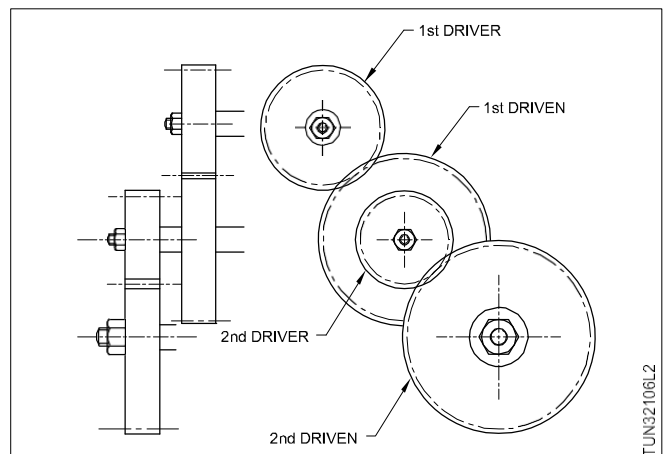 1st DRIVER
1st DRIVEN
2nd DRIVER
2nd DRIVEN
TUN32106L2